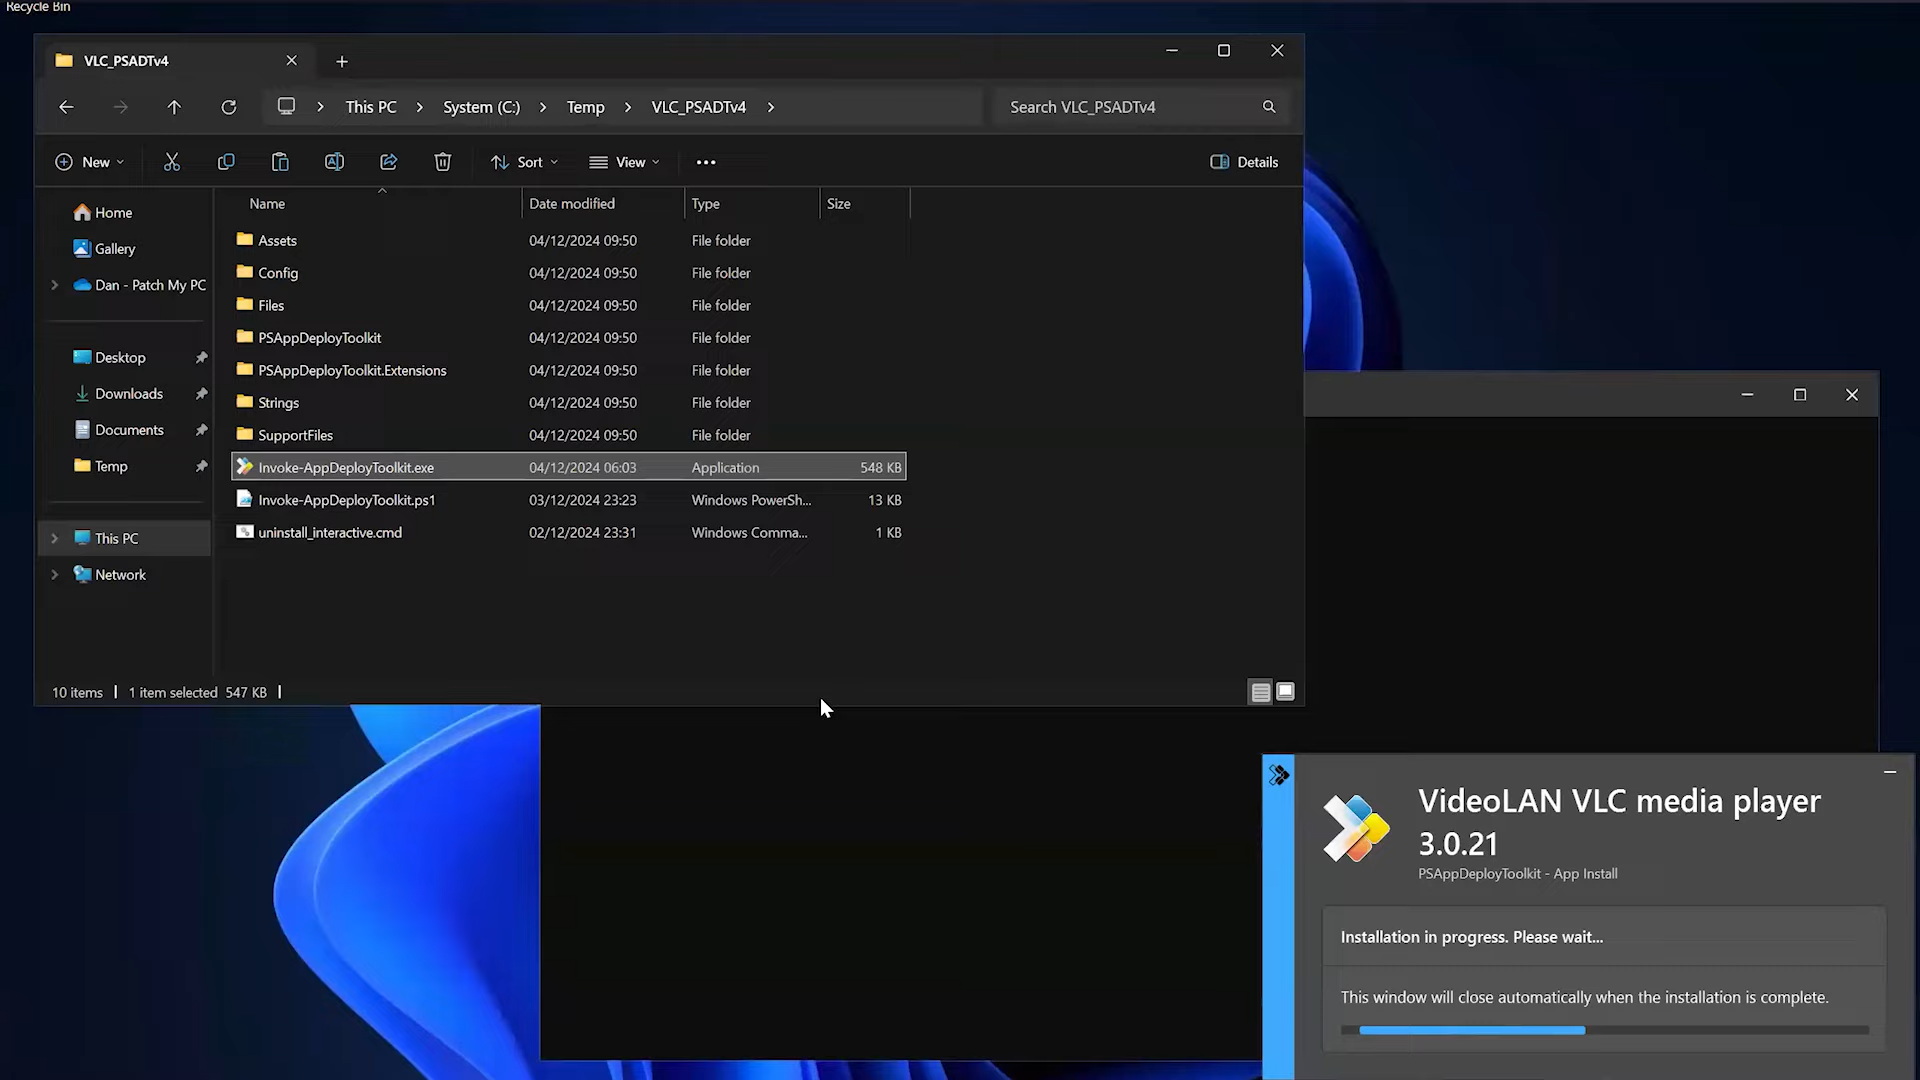 Recycle Bin
VLC_PSADTv4
This PC > System (C:) > Temp > VLC_PSADTv4 >
Search VLC_PSADTv4
New
Sort
View
Details
Home
Gallery
Dan - Patch My PC
Desktop
Downloads
Documents
Temp
This PC
Network
Name Date modified Type Size
Assets 04/12/2024 09:50 File folder
Config 04/12/2024 09:50 File folder
Files 04/12/2024 09:50 File folder
PSAppDeployToolkit 04/12/2024 09:50 File folder
PSAppDeployToolkit.Extensions 04/12/2024 09:50 File folder
Strings 04/12/2024 09:50 File folder
SupportFiles 04/12/2024 09:50 File folder
Invoke-AppDeployToolkit.exe 04/12/2024 06:03 Application 548 KB
Invoke-AppDeployToolkit.ps1 03/12/2024 23:23 Windows PowerSh... 13 KB
uninstall_interactive.cmd 02/12/2024 23:31 Windows Comma... 1 KB
10 items | 1 item selected 547 KB |
VideoLAN VLC media player
3.0.21
PSAppDeployToolkit - App Install
Installation in progress. Please wait...
This window will close automatically when the installation is complete.